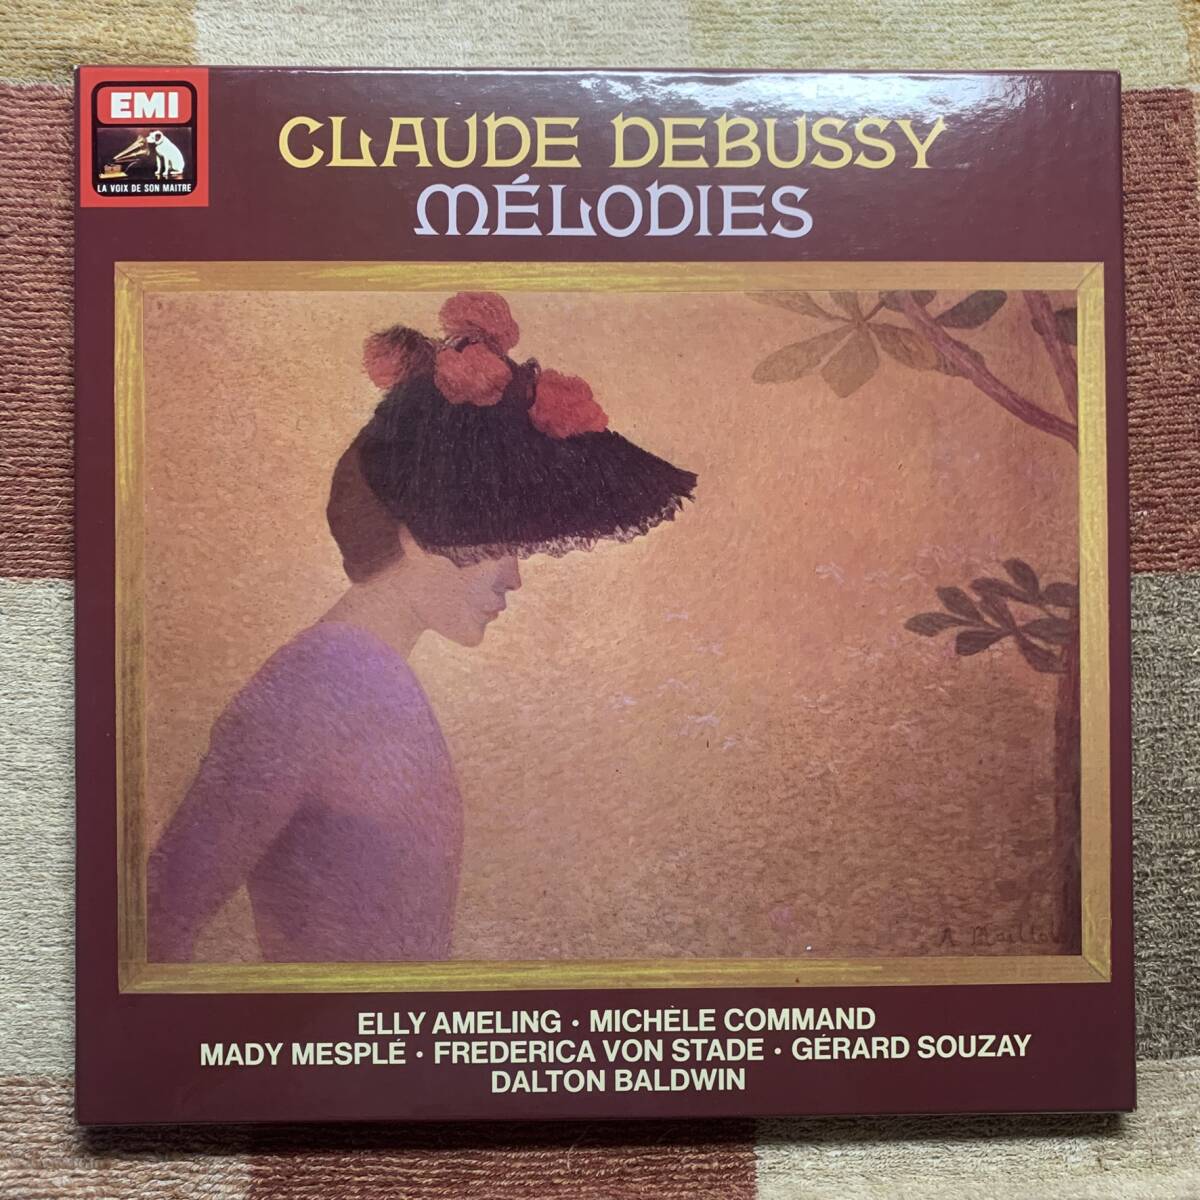 EMI
LA VOIX DE SON MAITRE
CLAUDE DEBUSSY
MÉLODIES
A Maillol
ELLY AMELING • MICHÈLE COMMAND
MADY MESPLÉ • FREDERICA VON STADE • GÉRARD SOUZAY
DALTON BALDWIN